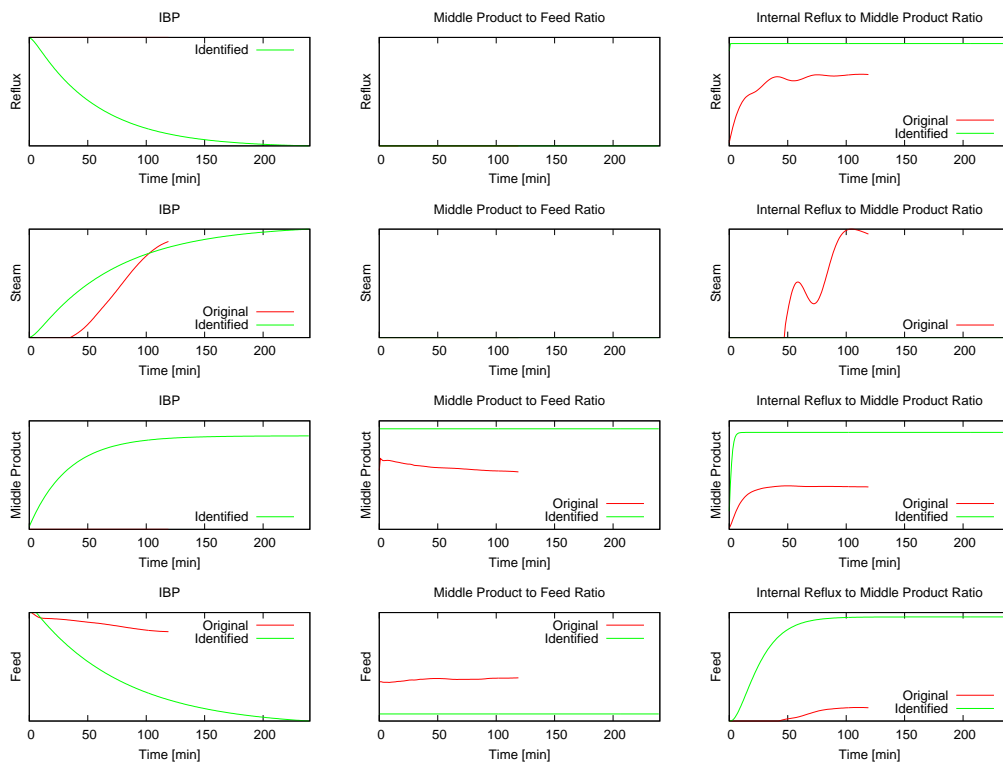 IBP
Middle Product to Feed Ratio
Internal Reflux to Middle Product Ratio
Reflux
Identified
0 50 100 150 200
Time [min]
Reflux
0 50 100 150 200
Time [min]
Reflux
Original
Identified
0 50 100 150 200
Time [min]
IBP
Middle Product to Feed Ratio
Internal Reflux to Middle Product Ratio
Steam
Original
Identified
0 50 100 150 200
Time [min]
Steam
0 50 100 150 200
Time [min]
Steam
Original
0 50 100 150 200
Time [min]
IBP
Middle Product to Feed Ratio
Internal Reflux to Middle Product Ratio
Middle Product
Identified
0 50 100 150 200
Time [min]
Middle Product
Original
Identified
0 50 100 150 200
Time [min]
Middle Product
Original
Identified
0 50 100 150 200
Time [min]
IBP
Middle Product to Feed Ratio
Internal Reflux to Middle Product Ratio
Feed
Original
Identified
0 50 100 150 200
Time [min]
Feed
Original
Identified
0 50 100 150 200
Time [min]
Feed
Original
Identified
0 50 100 150 200
Time [min]